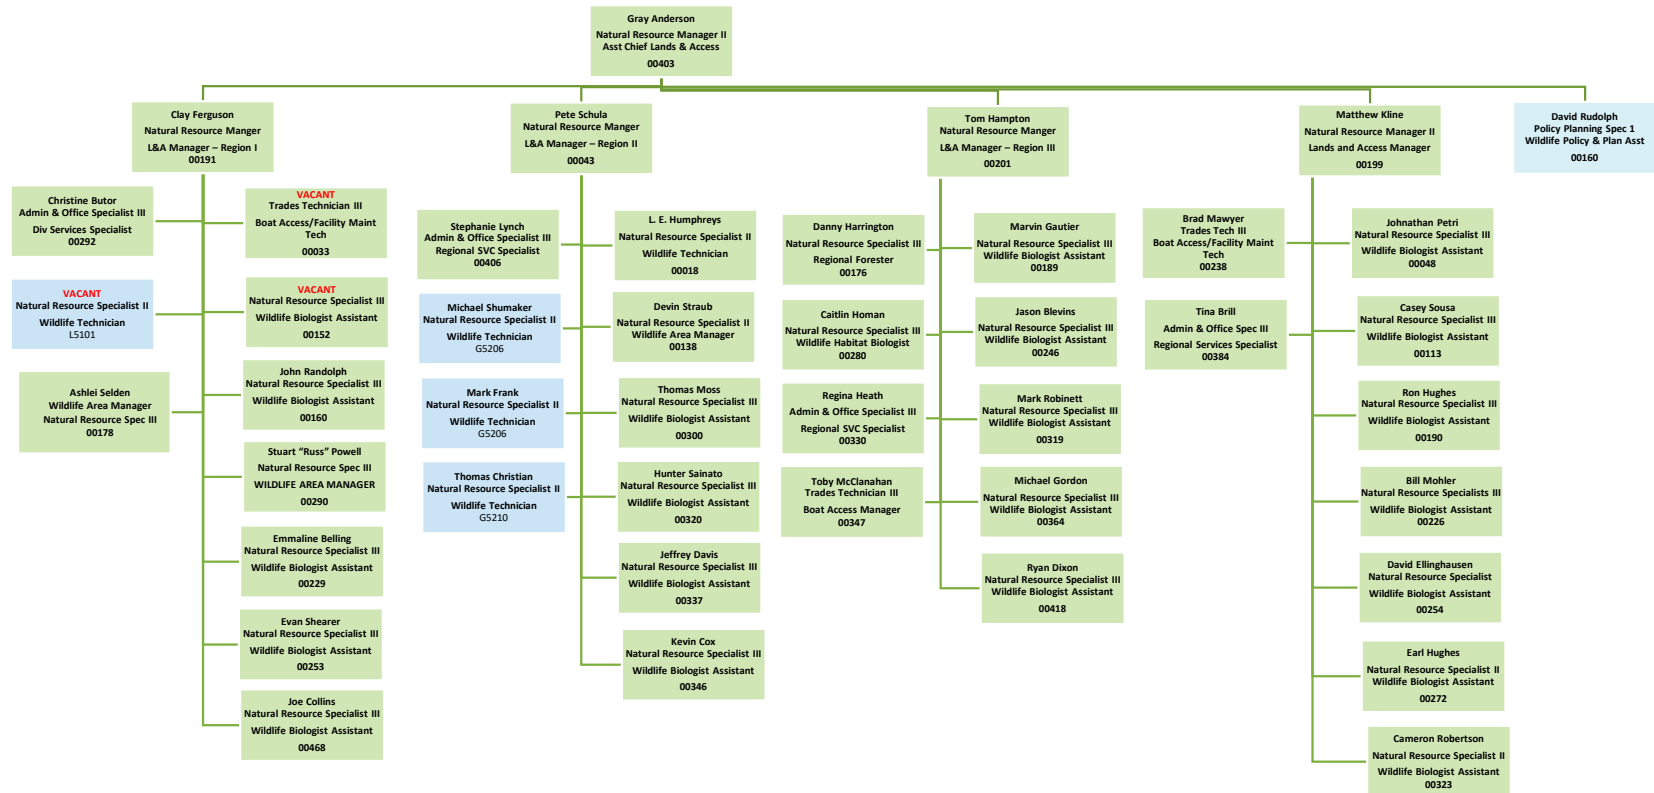 Gray Anderson
Natural Resource Manager II
Asst Chief Lands & Access
00403
Clay Ferguson
Natural Resource Manger
L&A Manager – Region I
00191
Pete Schula
Natural Resource Manger
L&A Manager – Region II
00043
Tom Hampton
Natural Resource Manger
L&A Manager – Region III
00201
Matthew Kline
Natural Resource Manager II
Lands and Access Manager
00199
David Rudolph
Policy Planning Spec 1
Wildlife Policy & Plan Asst
00160
Christine Butor
Admin & Office Specialist III
Div Services Specialist
00292
VACANT
Trades Technician III
Boat Access/Facility Maint
Tech
00033
VACANT
Natural Resource Specialist II
Wildlife Technician
L5101
VACANT
Natural Resource Specialist III
Wildlife Biologist Assistant
00152
Ashlei Selden
Wildlife Area Manager
Natural Resource Spec III
00178
John Randolph
Natural Resource Specialist III
Wildlife Biologist Assistant
00160
Stuart “Russ” Powell
Natural Resource Spec III
WILDLIFE AREA MANAGER
00290
Emmaline Belling
Natural Resource Specialist III
Wildlife Biologist Assistant
00229
Evan Shearer
Natural Resource Specialist III
Wildlife Biologist Assistant
00253
Joe Collins
Natural Resource Specialist III
Wildlife Biologist Assistant
00468
Stephanie Lynch
Admin & Office Specialist III
Regional SVC Specialist
00406
L. E. Humphreys
Natural Resource Specialist II
Wildlife Technician
00018
Michael Shumaker
Natural Resource Specialist II
Wildlife Technician
G5206
Devin Straub
Natural Resource Specialist II
Wildlife Area Manager
00138
Mark Frank
Natural Resource Specialist II
Wildlife Technician
G5206
Thomas Moss
Natural Resource Specialist III
Wildlife Biologist Assistant
00300
Thomas Christian
Natural Resource Specialist II
Wildlife Technician
G5210
Hunter Sainato
Natural Resource Specialist III
Wildlife Biologist Assistant
00320
Jeffrey Davis
Natural Resource Specialist III
Wildlife Biologist Assistant
00337
Kevin Cox
Natural Resource Specialist III
Wildlife Biologist Assistant
00346
Danny Harrington
Natural Resource Specialist III
Regional Forester
00176
Marvin Gautier
Natural Resource Specialist III
Wildlife Biologist Assistant
00189
Caitlin Homan
Natural Resource Specialist III
Wildlife Habitat Biologist
00280
Jason Blevins
Natural Resource Specialist III
Wildlife Biologist Assistant
00246
Regina Heath
Admin & Office Specialist III
Regional SVC Specialist
00330
Mark Robinett
Natural Resource Specialist III
Wildlife Biologist Assistant
00319
Toby McClanahan
Trades Technician III
Boat Access Manager
00347
Michael Gordon
Natural Resource Specialist III
Wildlife Biologist Assistant
00364
Ryan Dixon
Natural Resource Specialist III
Wildlife Biologist Assistant
00418
Brad Mawyer
Trades Tech III
Boat Access/Facility Maint
Tech
00238
Johnathan Petri
Natural Resource Specialist III
Wildlife Biologist Assistant
00048
Tina Brill
Admin & Office Spec III
Regional Services Specialist
00384
Casey Sousa
Natural Resource Specialist III
Wildlife Biologist Assistant
00113
Ron Hughes
Natural Resource Specialist III
Wildlife Biologist Assistant
00190
Bill Mohler
Natural Resource Specialists III
Wildlife Biologist Assistant
00226
David Ellinghausen
Natural Resource Specialist
Wildlife Biologist Assistant
00254
Earl Hughes
Natural Resource Specialist II
Wildlife Biologist Assistant
00272
Cameron Robertson
Natural Resource Specialist II
Wildlife Biologist Assistant
00323